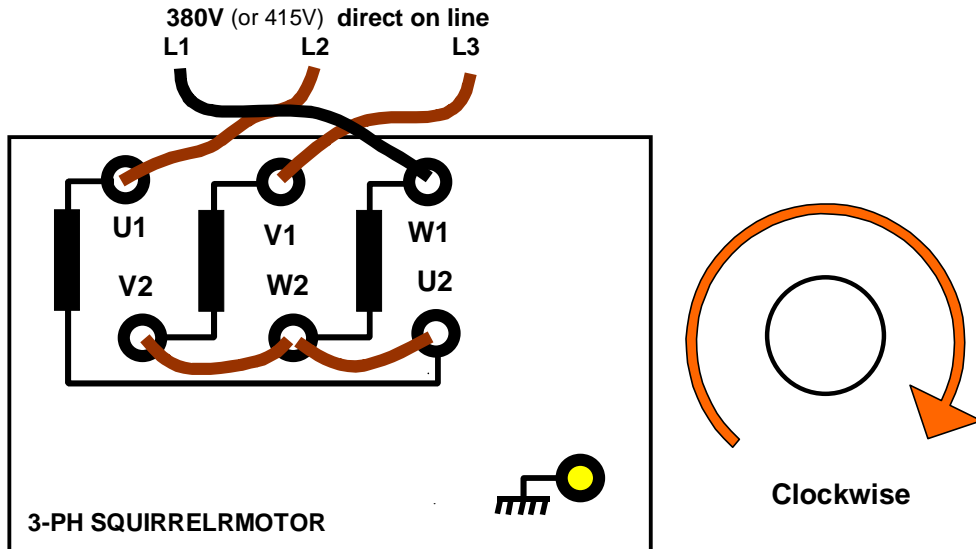 380V (or 415V) direct on line
L1 L2 L3
U1 V1 W1
V2 W2 U2
Clockwise
3-PH SQUIRRELRMOTOR